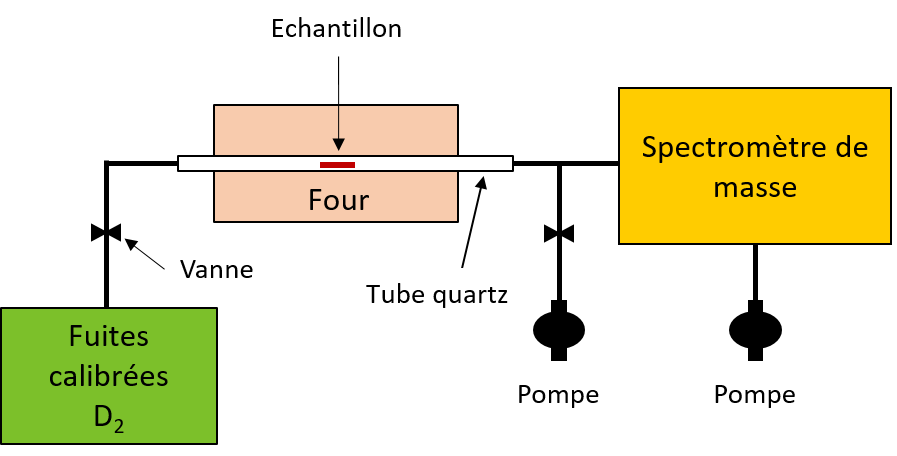 Echantillon
Spectromètre de
masse
Four
Vanne
Tube quartz
Fuites
calibrées
D₂
Pompe
Pompe